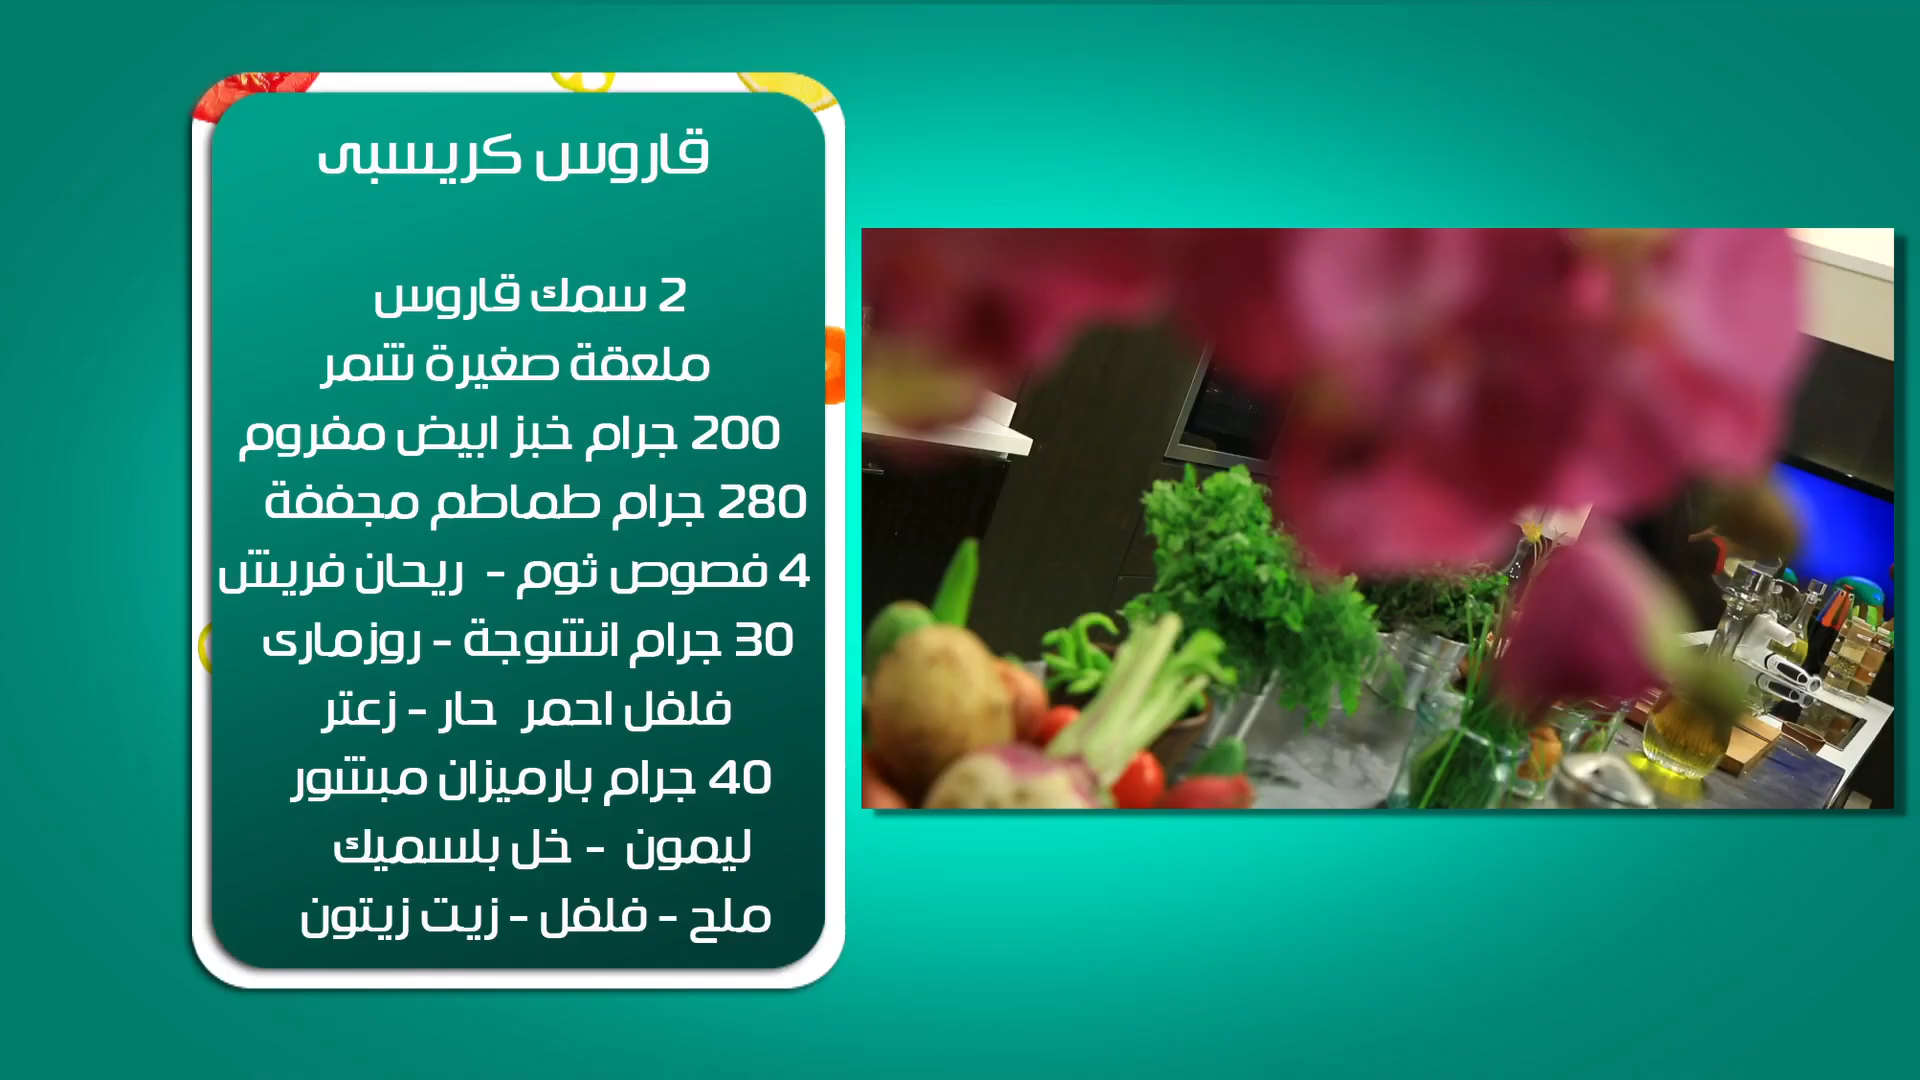 قاروس كريسبى
2 سمك قاروس
ملعقة صغيرة شمر
200 جرام خبز ابيض مفروم
280 جرام طماطم مجففة
4 فصوص ثوم - ريحان فريش
30 جرام انشوجة - روزمارى
فلفل احمر حار - زعتر
40 جرام بارميزان مبشور
ليمون - خل بلسميك
ملح - فلفل - زيت زيتون